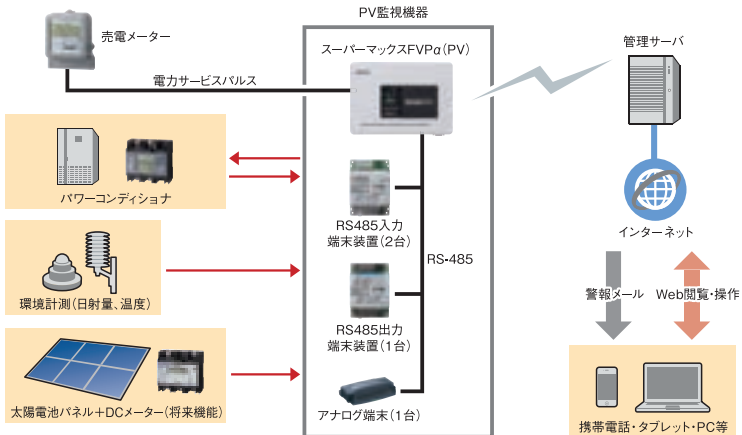 PV監視機器
売電メーター
スーパーマックスFVPα(PV)
管理サーバ
電力サービスパルス
パワーコンディショナ
RS485入力
端末装置(2台)
インターネット
RS-485
環境計測(日射量、温度)
警報メール
Web閲覧・操作
RS485出力
端末装置(1台)
太陽電池パネル+DCメーター(将来機能)
アナログ端末(1台)
携帯電話・タブレット・PC等